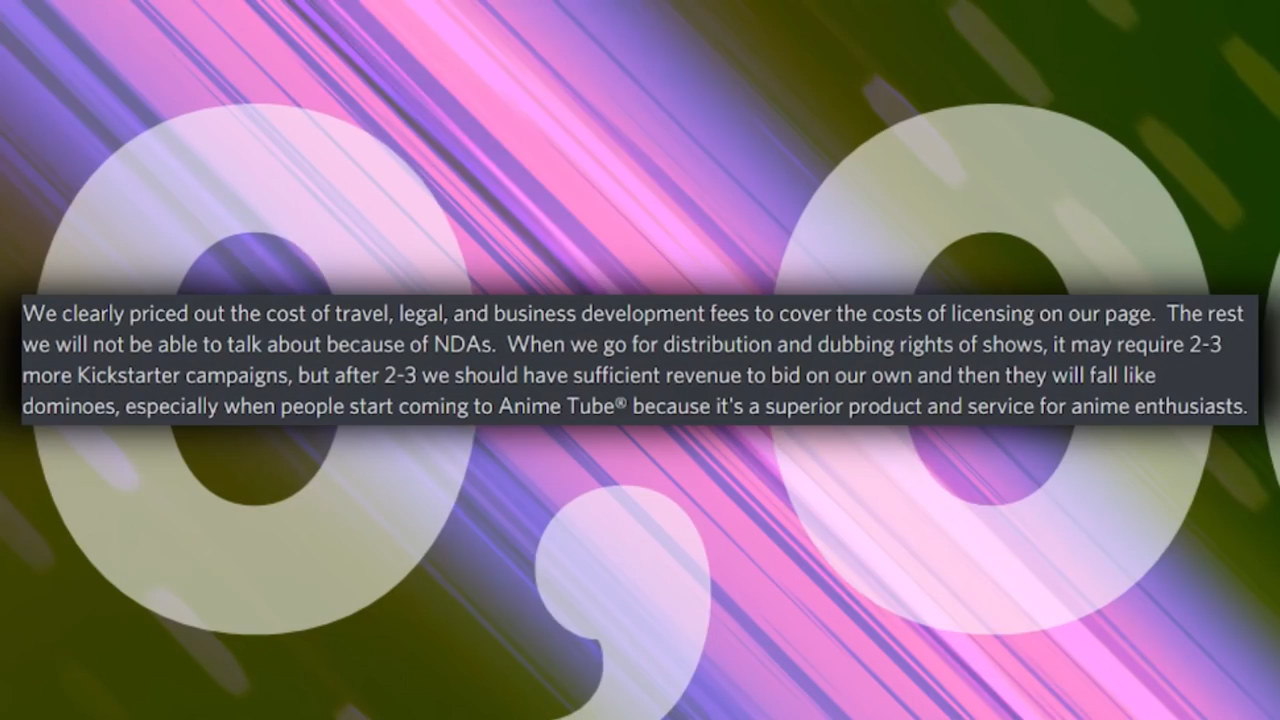 0,0
We clearly priced out the cost of travel, legal, and business development fees to cover the costs of licensing on our page. The rest
we will not be able to talk about because of NDAs. When we go for distribution and dubbing rights of shows, it may require 2-3
more Kickstarter campaigns, but after 2-3 we should have sufficient revenue to bid on our own and then they will fall like
dominoes, especially when people start coming to Anime Tube® because it's a superior product and service for anime enthusiasts.